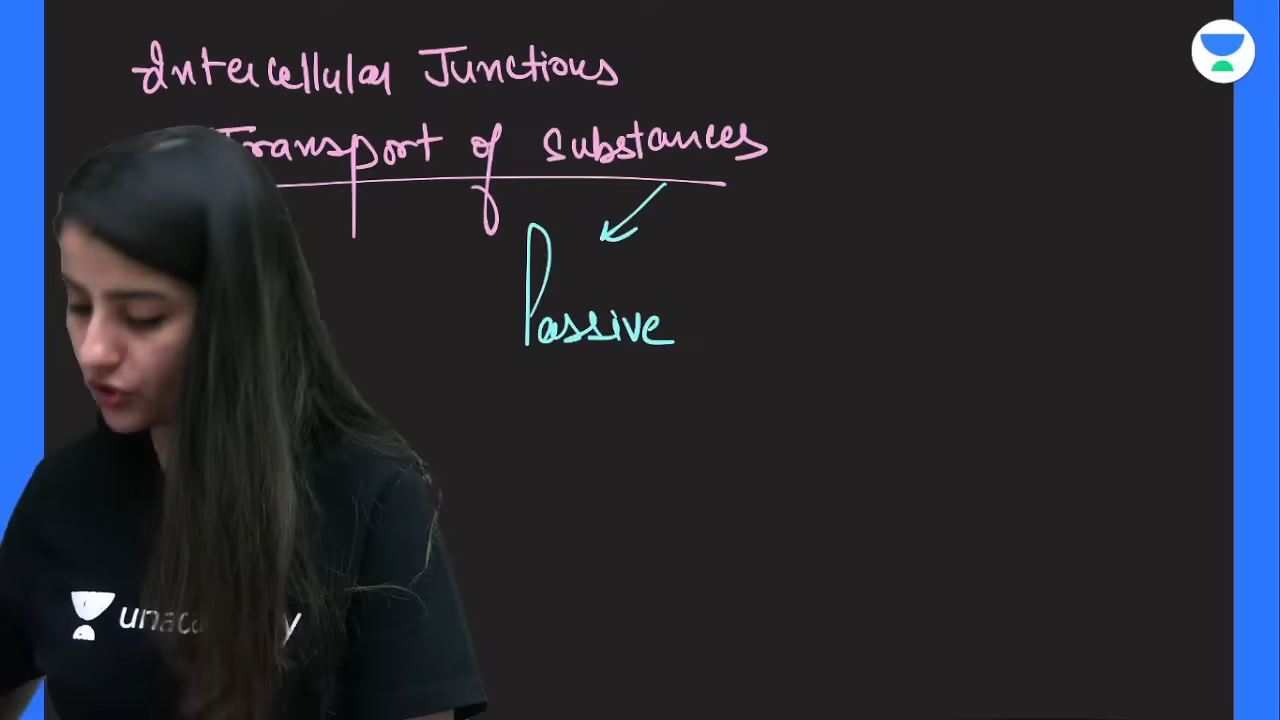 Intercellular Junctions
Transport of substances
Passive